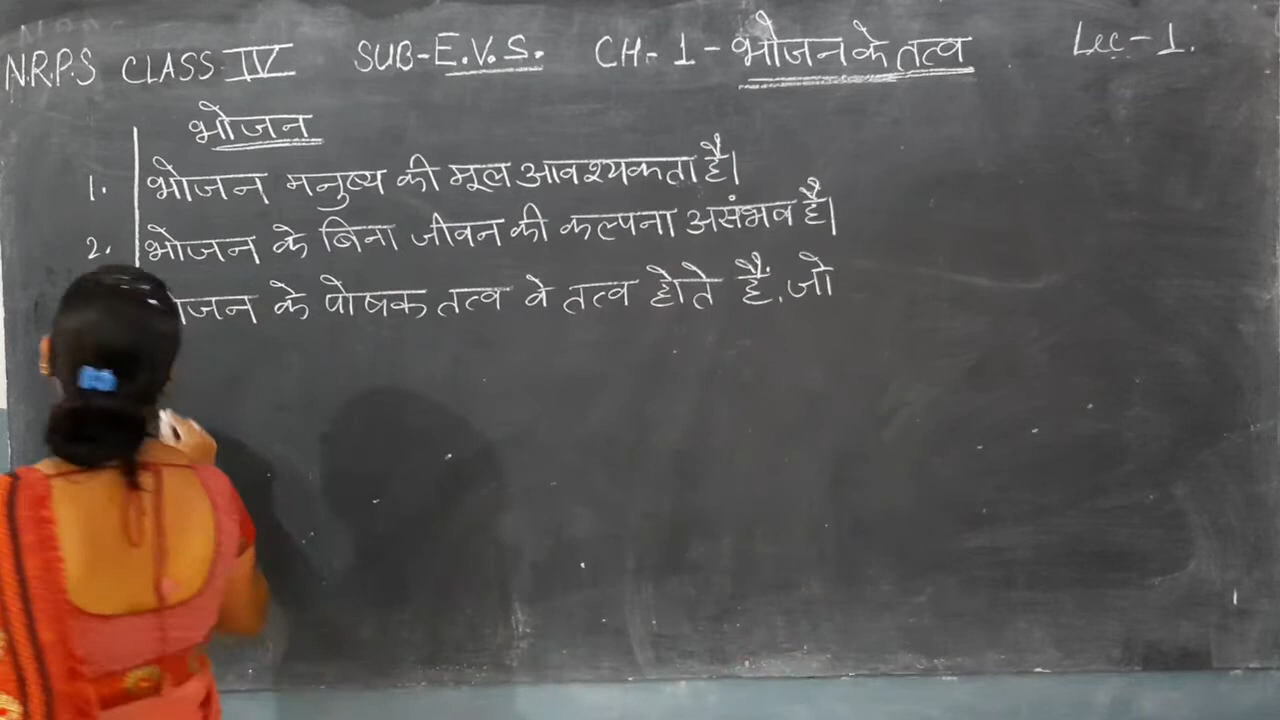 N.R.P.S CLASS IV SUB-E.V.S. CH-1-भोजन के तत्व Lec-1.
भोजन
1. भोजन मनुष्य की मूल आवश्यकता है।
2. भोजन के बिना जीवन की कल्पना असंभव है।
के पोषक तत्व वे तत्व होते हैं, जो